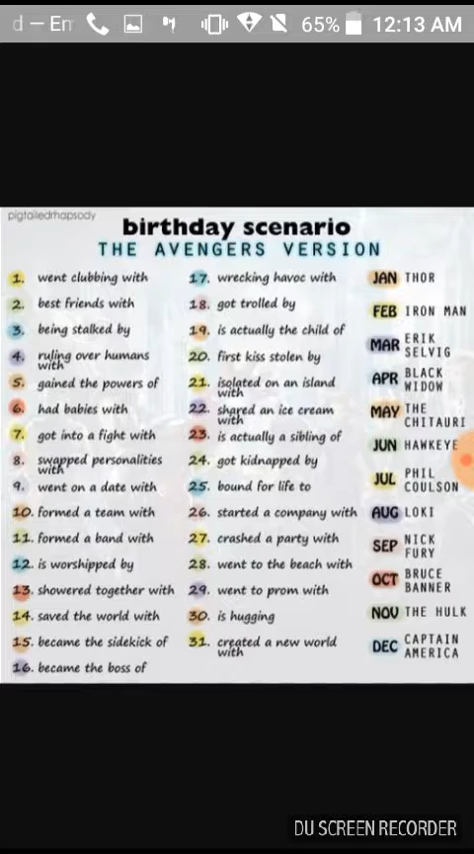 d – En 65% 12:13 AM
pigtailedrhapsody
birthday scenario
THE AVENGERS VERSION
1. went clubbing with
2. best friends with
3. being stalked by
4. ruling over humans
with
5. gained the powers of
6. had babies with
7. got into a fight with
8. swapped personalities
with
9. went on a date with
10. formed a team with
11. formed a band with
12. is worshipped by
13. showered together with
14. saved the world with
15. became the sidekick of
16. became the boss of
17. wrecking havoc with
18. got trolled by
19. is actually the child of
20. first kiss stolen by
21. isolated on an island
with
22. shared an ice cream
with
23. is actually a sibling of
24. got kidnapped by
25. bound for life to
26. started a company with
27. crashed a party with
28. went to the beach with
29. went to prom with
30. is hugging
31. created a new world
with
JAN THOR
FEB IRON MAN
MAR ERIK
SELVIG
APR BLACK
WIDOW
MAY THE
CHITAURI
JUN HAWKEYE
JUL PHIL
COULSON
AUG LOKI
SEP NICK
FURY
OCT BRUCE
BANNER
NOV THE HULK
DEC CAPTAIN
AMERICA
DU SCREEN RECORDER